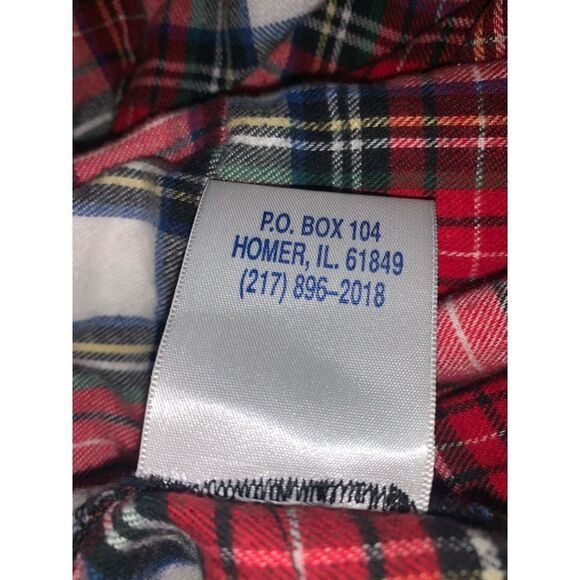 P.O. BOX 104
HOMER, IL. 61849
(217) 896-2018